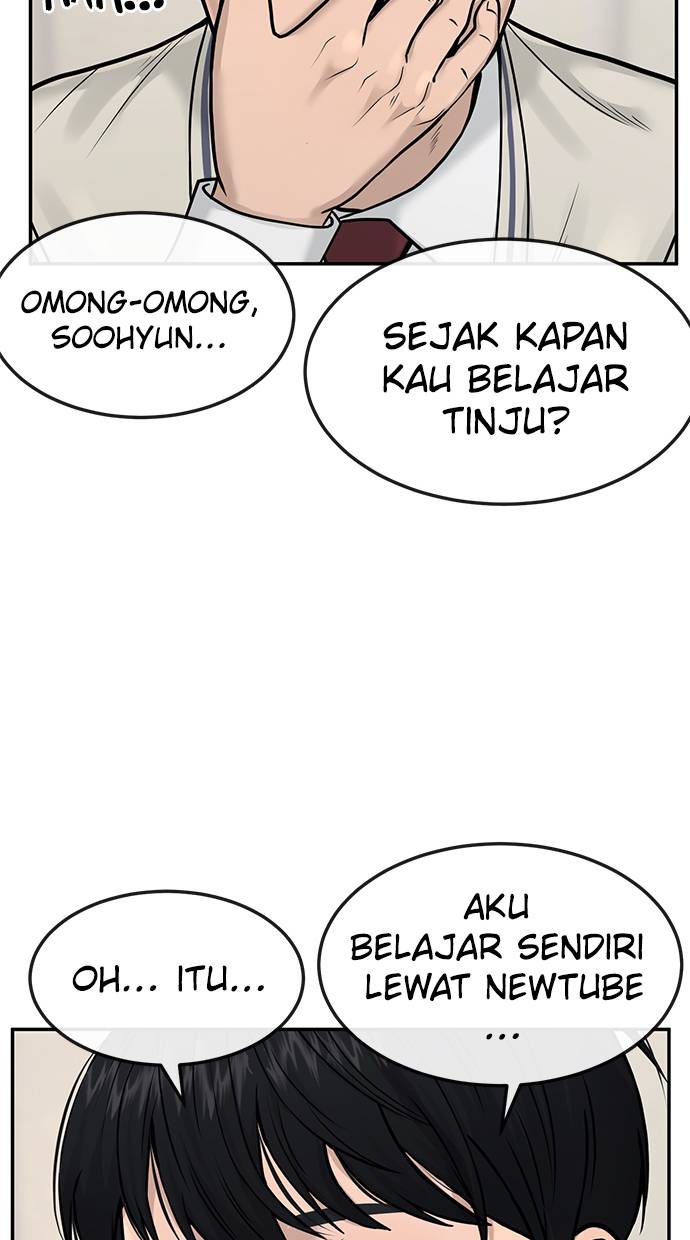 OMONG-OMONG,
SOOHYUN...
SEJAK KAPAN
KAU BELAJAR
TINJU?
OH... ITU...
AKU
BELAJAR SENDIRI
LEWAT NEWTUBE
...